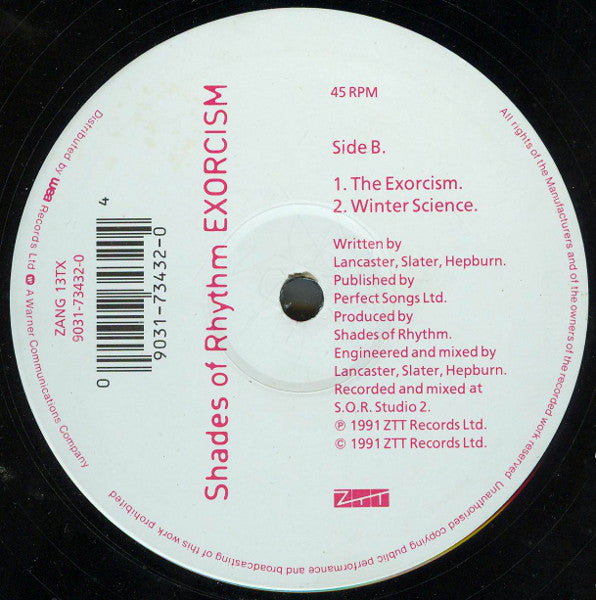 45 RPM
Side B.
1. The Exorcism.
2. Winter Science.
Written by
Lancaster, Slater, Hepburn.
Published by
Perfect Songs Ltd.
Produced by
Shades of Rhythm.
Engineered and mixed by
Lancaster, Slater, Hepburn.
Recorded and mixed at
S.O.R. Studio 2.
℗ 1991 ZTT Records Ltd.
© 1991 ZTT Records Ltd.
ZTT
Shades of Rhythm EXORCISM
0 9031-73432-0 4
ZANG 13TX
9031-73432-0
All rights of the Manufacturers and of the owners of the recorded work reserved Unauthorised copying public performance and broadcasting of this work prohibited
Distributed by eam Records Ltd A Warner Communications Company